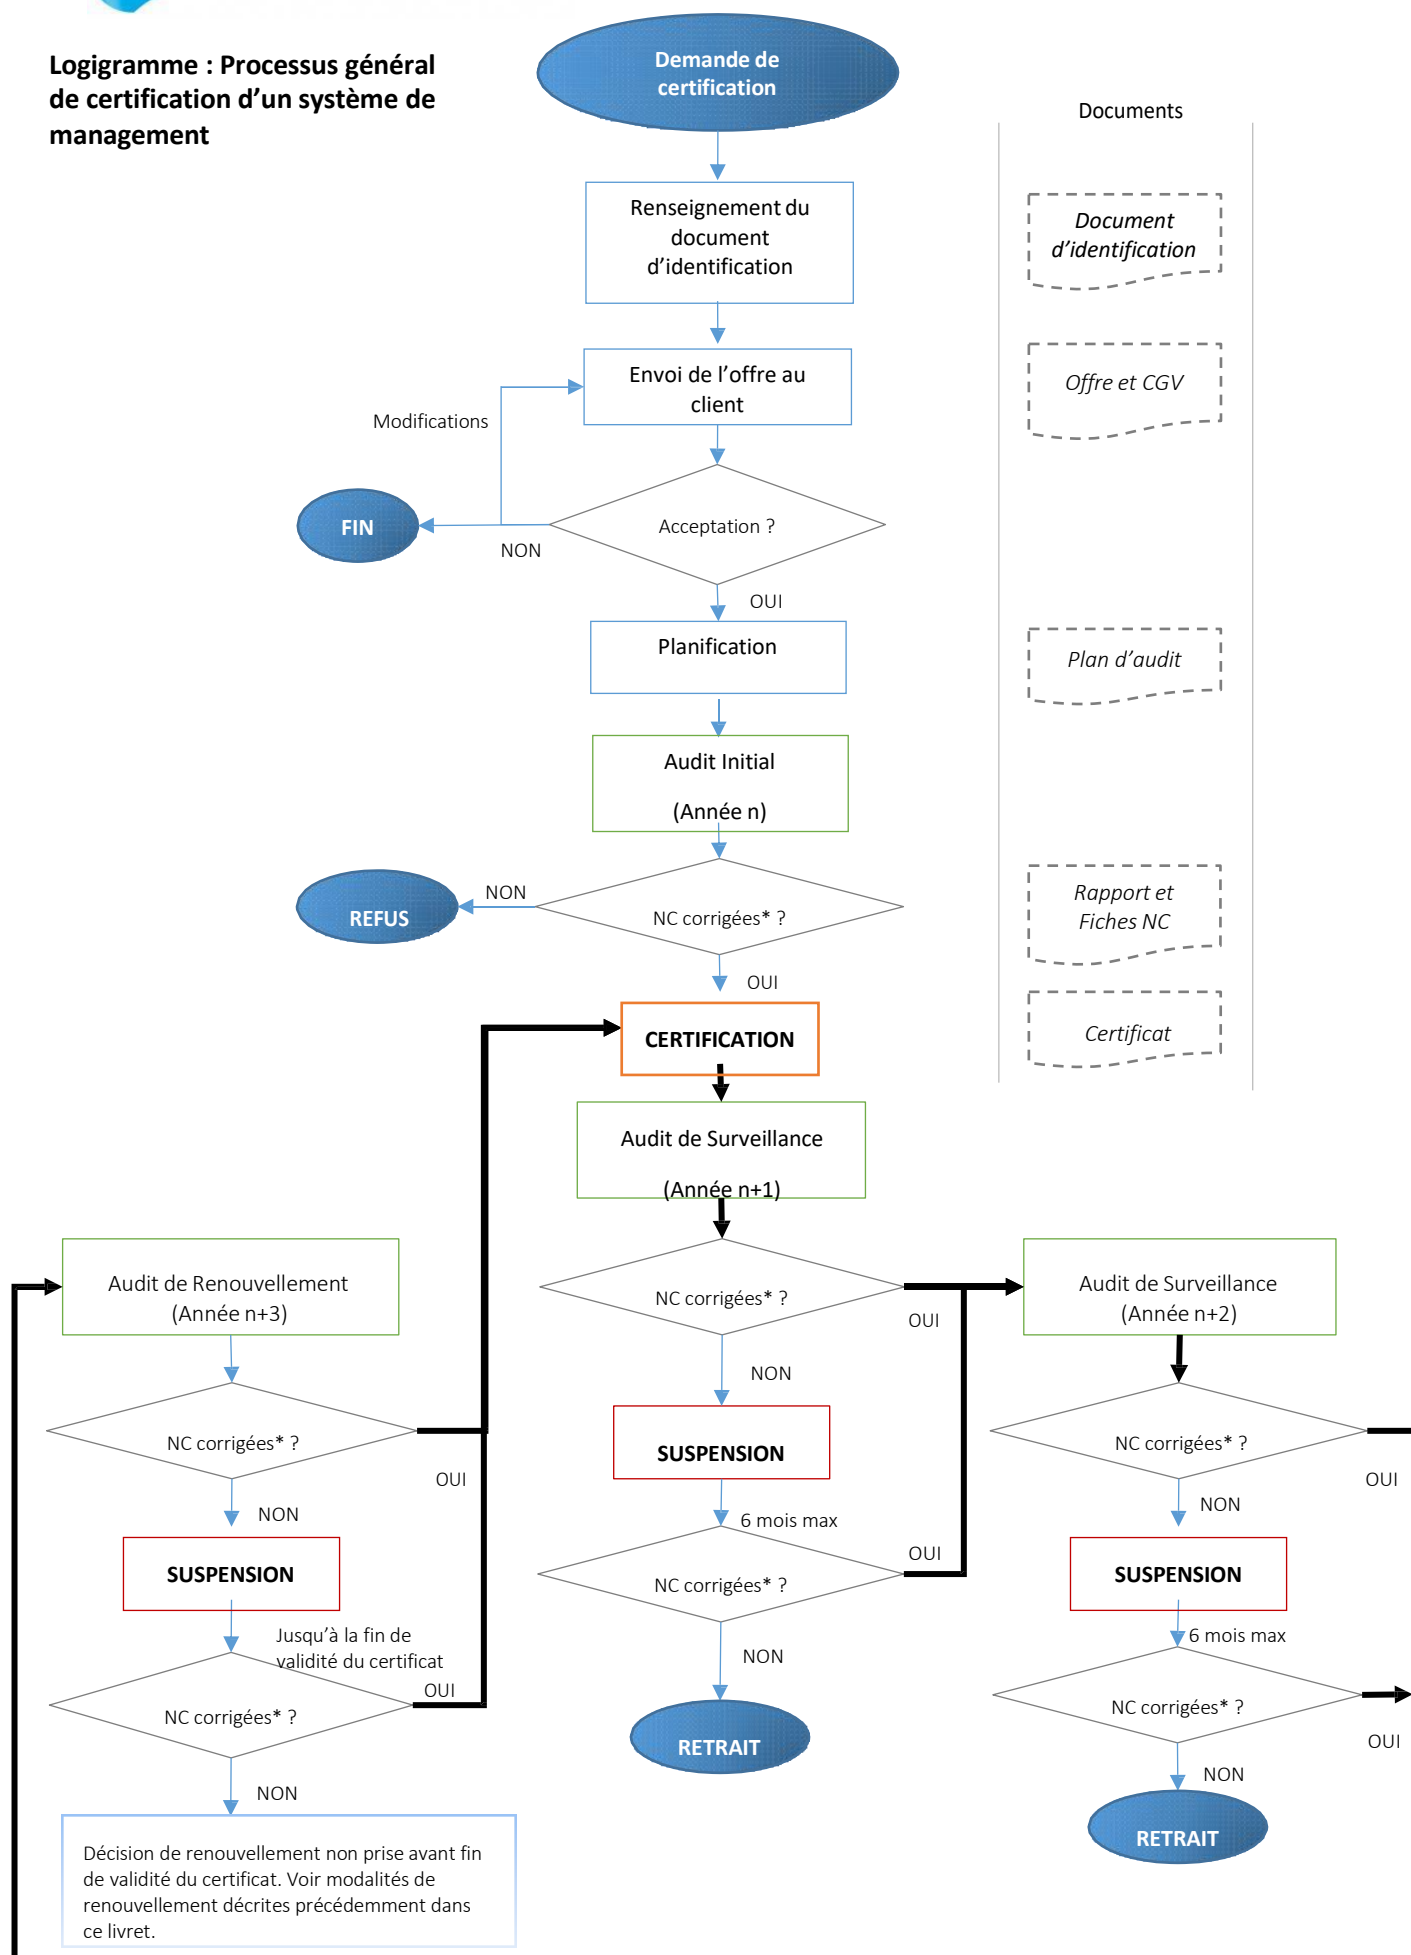 Logigramme : Processus général
de certification d’un système de
management
Demande de
certification
Documents
Renseignement du
document
d’identification
Document
d’identification
Envoi de l’offre au
client
Offre et CGV
Modifications
FIN
NON
Acceptation ?
OUI
Planification
Plan d’audit
Audit Initial
(Année n)
NON
REFUS
NC corrigées* ?
Rapport et
Fiches NC
OUI
CERTIFICATION
Certificat
Audit de Surveillance
(Année n+1)
Audit de Renouvellement
(Année n+3)
NC corrigées* ?
OUI
Audit de Surveillance
(Année n+2)
NON
NC corrigées* ?
OUI
SUSPENSION
NC corrigées* ?
OUI
NON
6 mois max
NON
SUSPENSION
OUI
NC corrigées* ?
SUSPENSION
Jusqu’à la fin de
validité du certificat
OUI
6 mois max
NON
NC corrigées* ?
NC corrigées* ?
OUI
RETRAIT
NON
NON
RETRAIT
Décision de renouvellement non prise avant fin
de validité du certificat. Voir modalités de
renouvellement décrites précédemment dans
ce livret.